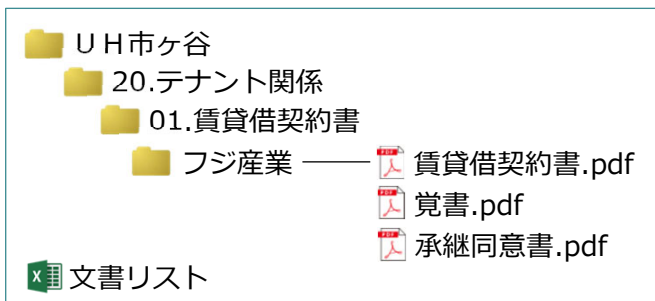 ＵＨ市ヶ谷
20.テナント関係
01.賃貸借契約書
フジ産業 賃貸借契約書.pdf
覚書.pdf
承継同意書.pdf
文書リスト